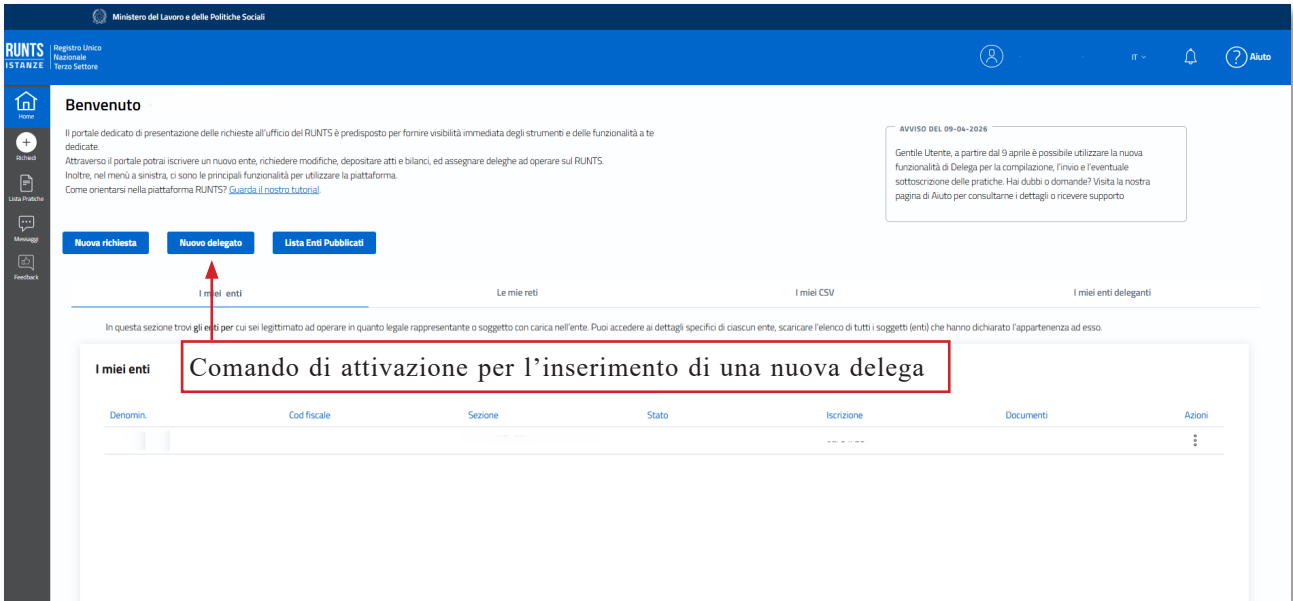 Ministero del Lavoro e delle Politiche Sociali
RUNTS
ISTANZE
Registro Unico
Nazionale
Terzo Settore
IT
Aiuto
Home
Richiedi
Lista Pratiche
Messaggi
Feedback
Benvenuto
Il portale dedicato di presentazione delle richieste all'ufficio del RUNTS è predisposto per fornire visibilità immediata degli strumenti e delle funzionalità a te
dedicate.
Attraverso il portale potrai iscrivere un nuovo ente, richiedere modifiche, depositare atti e bilanci, ed assegnare deleghe ad operare sul RUNTS.
Inoltre, nel menù a sinistra, ci sono le principali funzionalità per utilizzare la piattaforma.
Come orientarsi nella piattaforma RUNTS? Guarda il nostro tutorial.
AVVISO DEL 09-04-2026
Gentile Utente, a partire dal 9 aprile è possibile utilizzare la nuova
funzionalità di Delega per la compilazione, l'invio e l'eventuale
sottoscrizione delle pratiche. Hai dubbi o domande? Visita la nostra
pagina di Aiuto per consultarne i dettagli o ricevere supporto
Nuova richiesta Nuovo delegato Lista Enti Pubblicati
I miei enti Le mie reti I miei CSV I miei enti deleganti
In questa sezione trovi gli enti per cui sei legittimato ad operare in quanto legale rappresentante o soggetto con carica nell'ente. Puoi accedere ai dettagli specifici di ciascun ente, scaricare l'elenco di tutti i soggetti (enti) che hanno dichiarato l'appartenenza ad esso.
I miei enti
Comando di attivazione per l'inserimento di una nuova delega
Denomin. Cod fiscale Sezione Stato Iscrizione Documenti Azioni